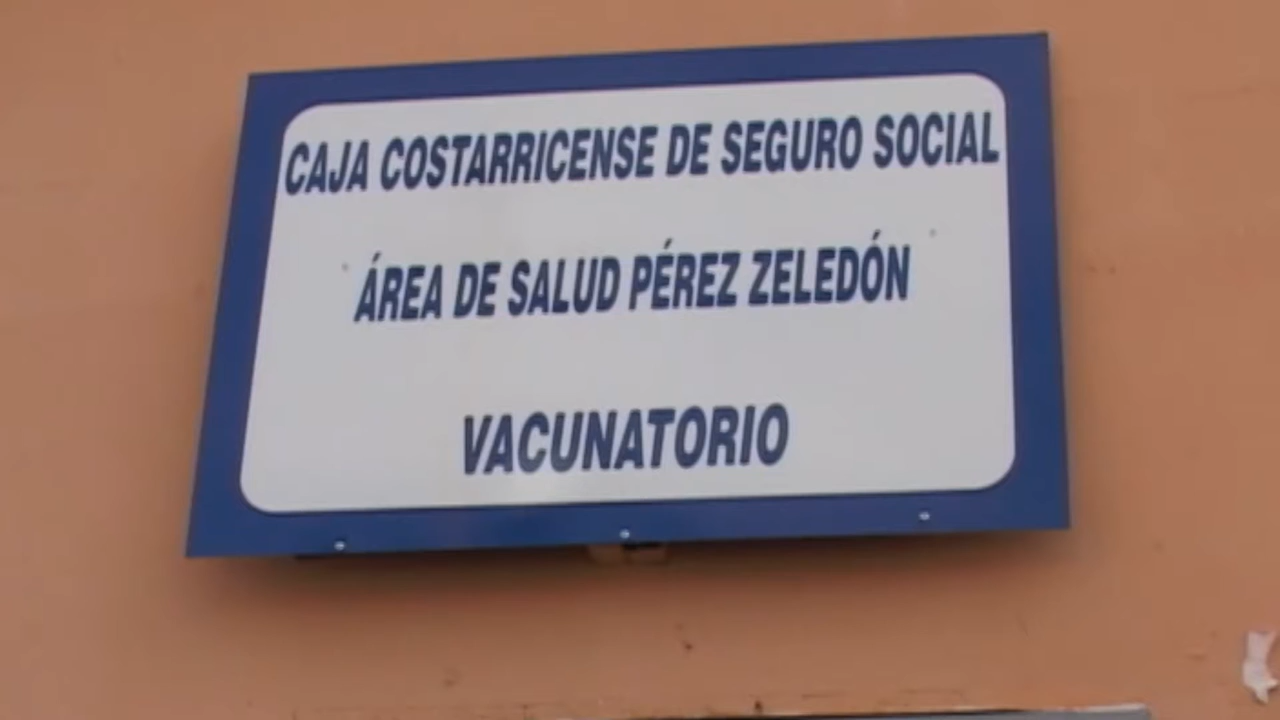 CAJA COSTARRICENSE DE SEGURO SOCIAL
ÁREA DE SALUD PÉREZ ZELEDÓN
VACUNATORIO